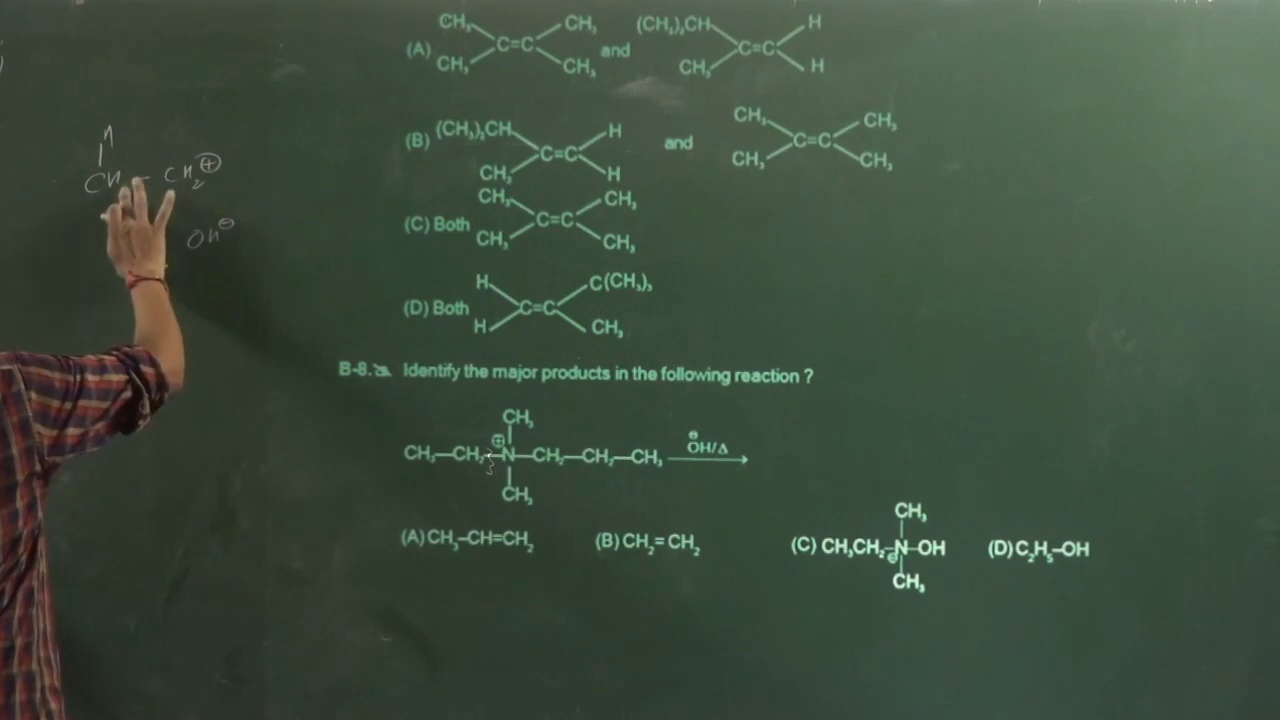 CH₃ CH₃ (CH₃)₂CH H
(A) C=C and C=C
CH₃ CH₃ CH₃ H
(B) (CH₃)₂CH H CH₃ CH₃
C=C and C=C
CH₃ H CH₃ CH₃
CH₃ CH₃
(C) Both C=C
CH₃ CH₃
H C(CH₃)₃
(D) Both C=C
H CH₃
H
CH – CH₂⊕
OH⊖
B-8. Identify the major products in the following reaction ?
CH₃
CH₃—CH₂—N⊕—CH₂—CH₂—CH₃ ⊖OH/Δ
CH₃
(A) CH₃–CH=CH₂ (B) CH₂=CH₂ (C) CH₃CH₂–N–OH (D) C₂H₅–OH
CH₃
⊕
CH₃